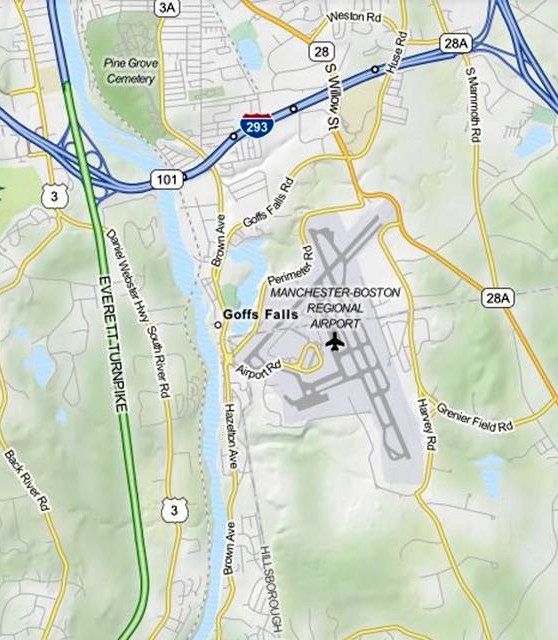 3A
Weston Rd
28
28A
Huse Rd
Pine Grove
Cemetery
S Willow St
S Mammoth Rd
293
101
3
Goffs Falls Rd
Brown Ave
Daniel Webster Hwy
Perimeter Rd
EVERETT TURNPIKE
MANCHESTER-BOSTON
REGIONAL
AIRPORT
28A
Goffs Falls
South River Rd
Airport Rd
Hazelton Ave
Harvey Rd
Grenier Field Rd
Back River Rd
3
Brown Ave
HILLSBOROUGH